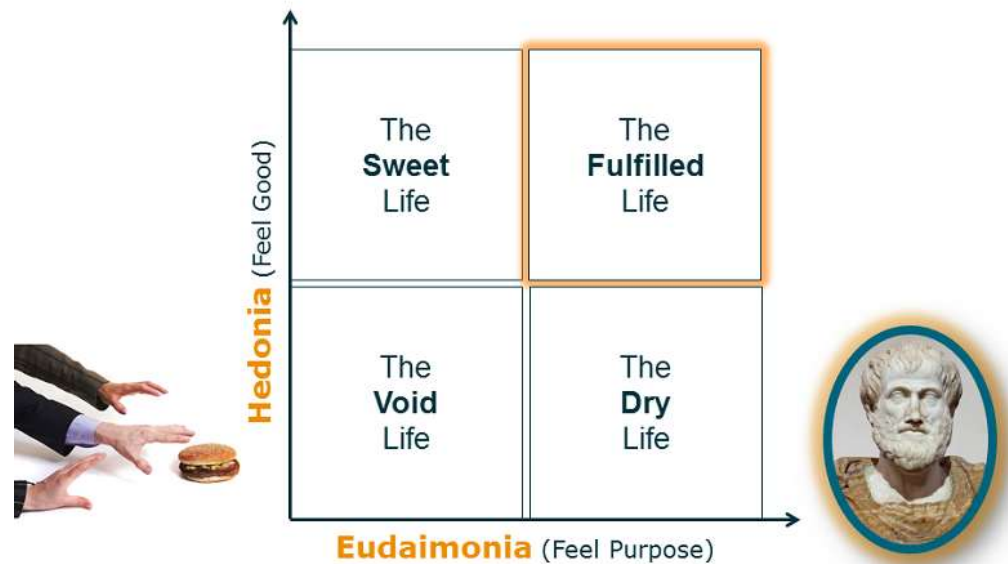 The
Sweet
Life
The
Fulfilled
Life
The
Void
Life
The
Dry
Life
Hedonia (Feel Good)
Eudaimonia (Feel Purpose)